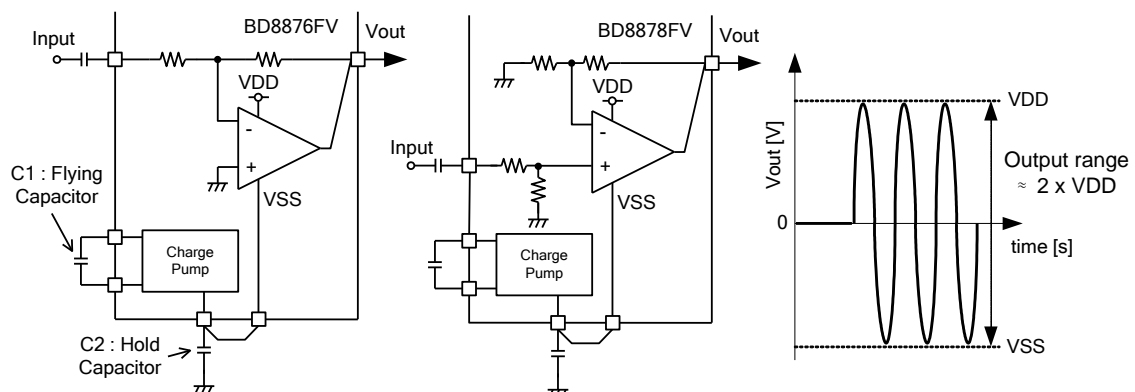 BD8876FV
Input
Vout
VDD
-
+
VSS
C1 : Flying
Capacitor
Charge
Pump
C2 : Hold
Capacitor
BD8878FV
Vout
VDD
-
+
Input
VSS
Charge
Pump
Vout [V]
VDD
Output range
≈ 2 x VDD
0
time [s]
VSS